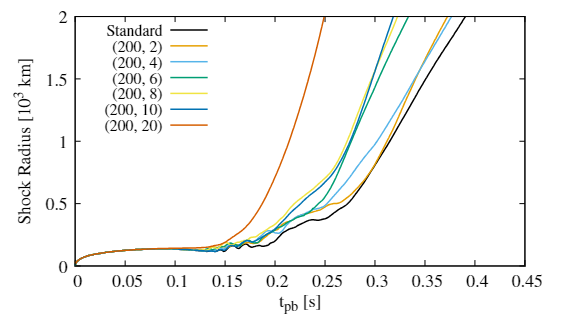 2
1.5
1
0.5
0
Shock Radius [10³ km]
Standard
(200, 2)
(200, 4)
(200, 6)
(200, 8)
(200, 10)
(200, 20)
0 0.05 0.1 0.15 0.2 0.25 0.3 0.35 0.4 0.45
t_pb [s]